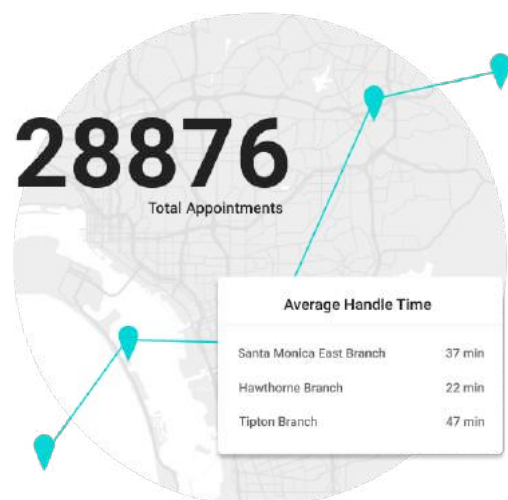 28876
Total Appointments
Average Handle Time
Santa Monica East Branch 37 min
Hawthorne Branch 22 min
Tipton Branch 47 min